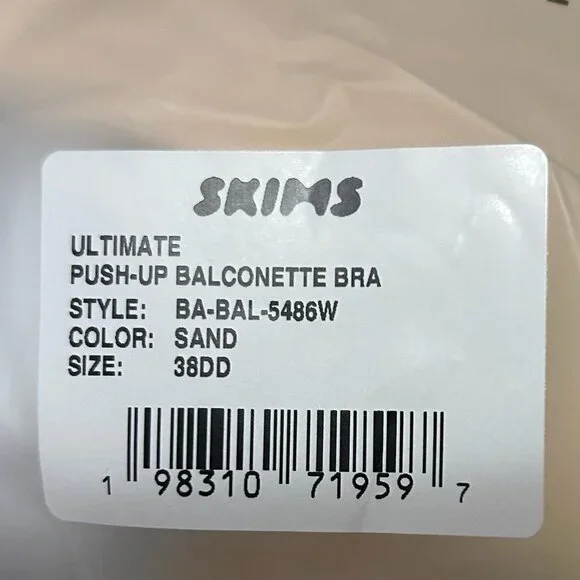 SKIMS
ULTIMATE
PUSH-UP BALCONETTE BRA
STYLE: BA-BAL-5486W
COLOR: SAND
SIZE: 38DD
1 98310 71959 7